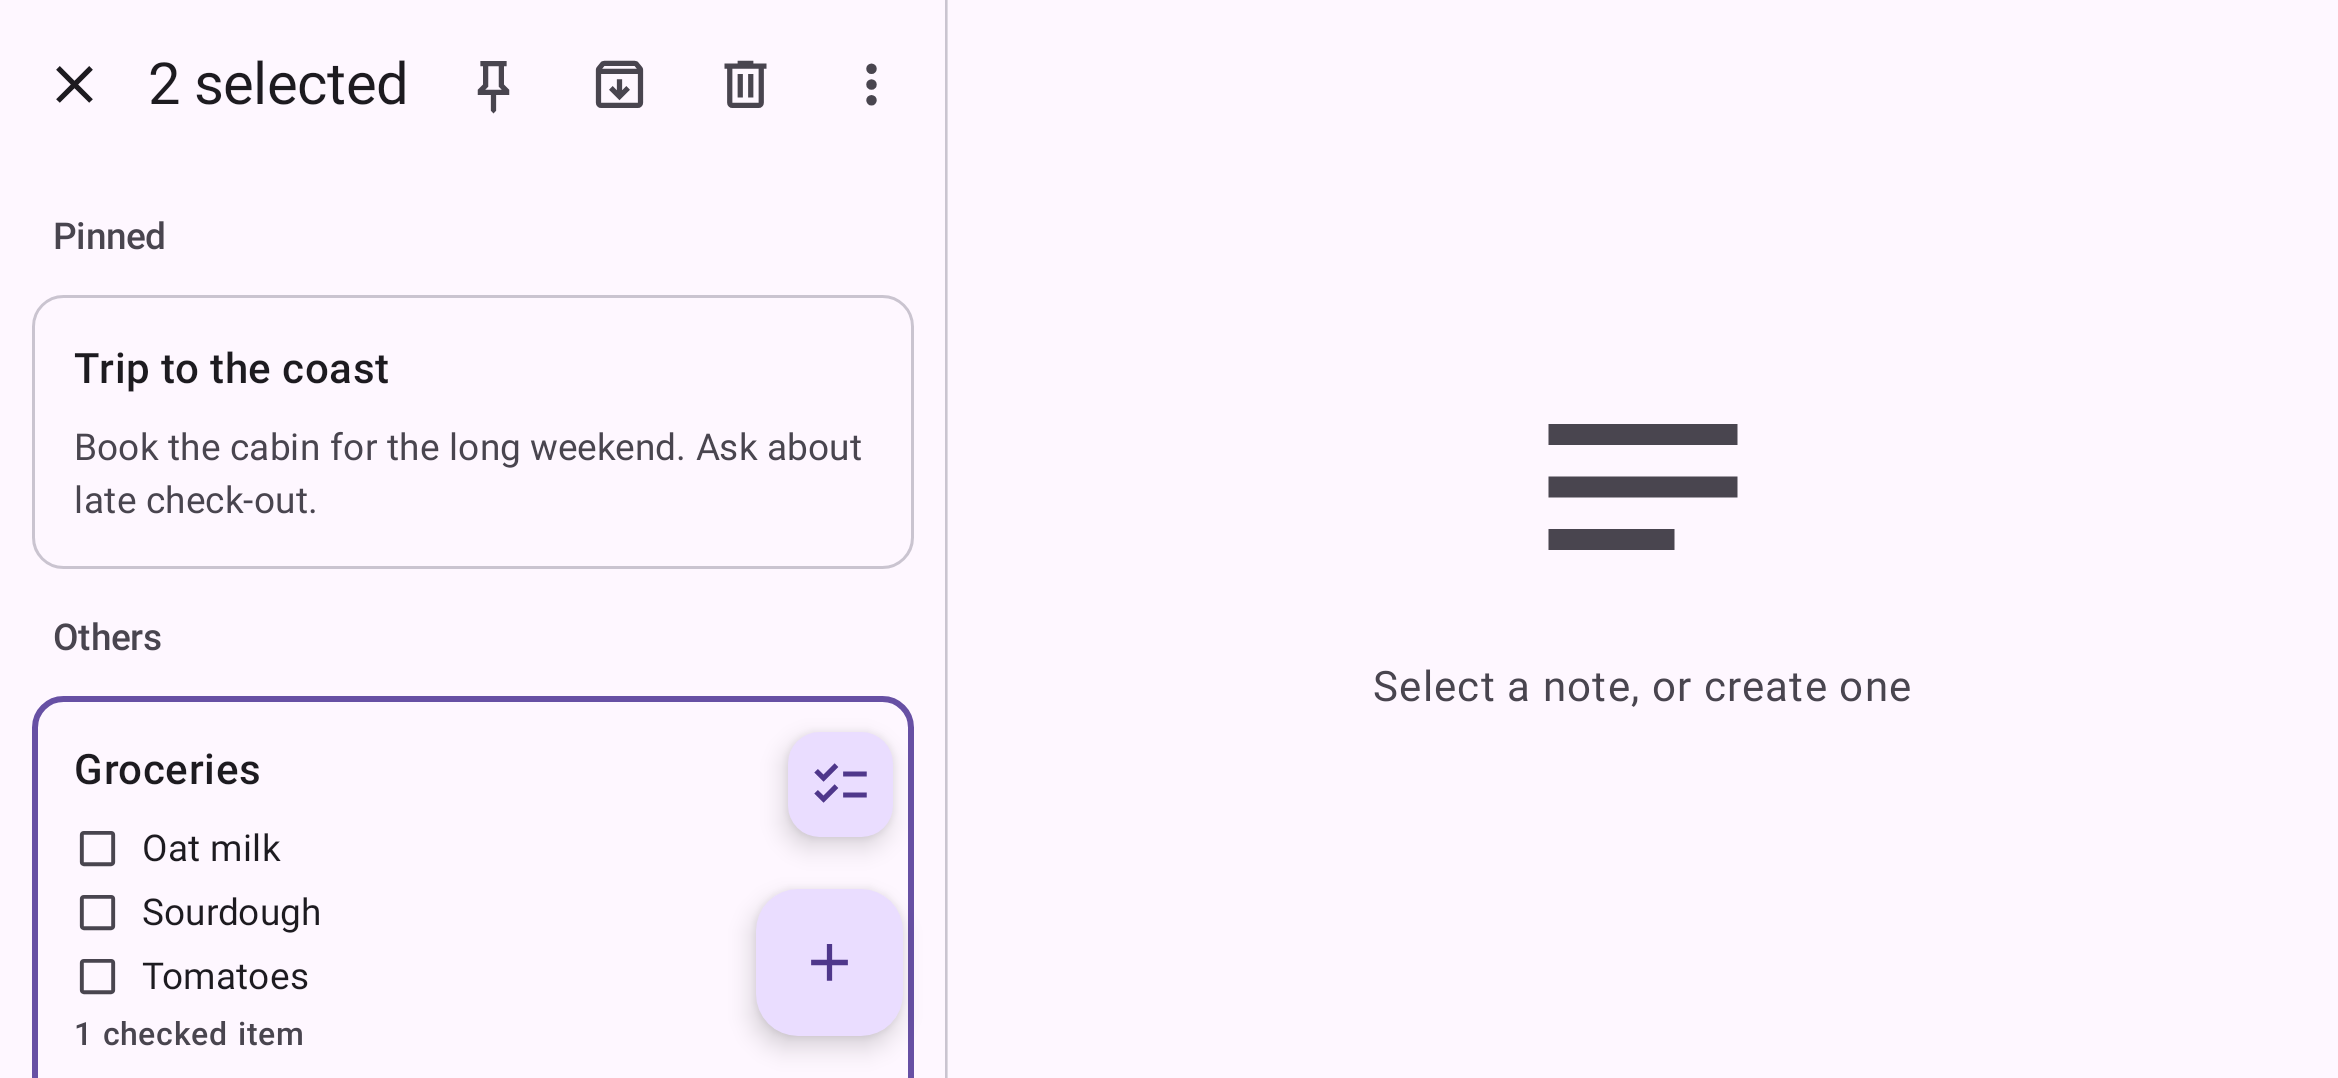 2 selected
Pinned
Trip to the coast
Book the cabin for the long weekend. Ask about
late check-out.
Others
Groceries
Oat milk
Sourdough
Tomatoes
1 checked item
Select a note, or create one